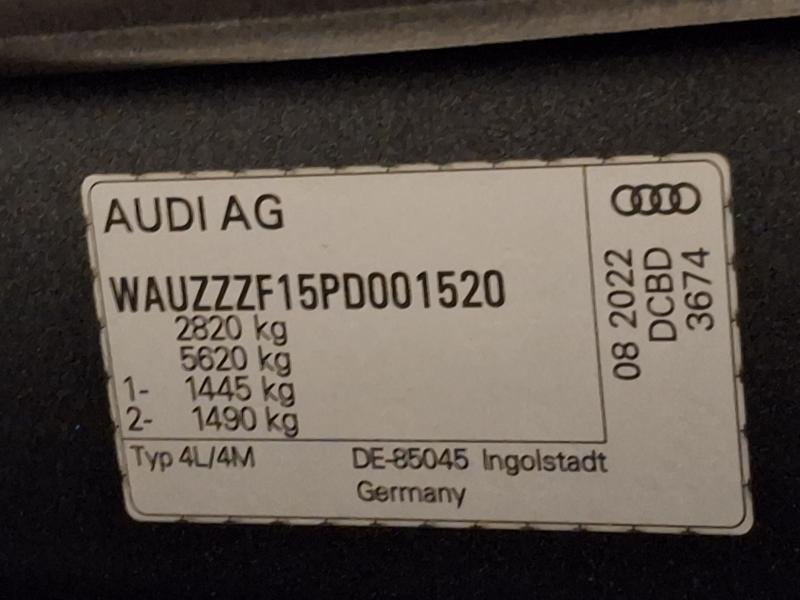 AUDI AG
WAUZZZF15PD001520
2820 kg
5620 kg
1- 1445 kg
2- 1490 kg
Typ 4L/4M DE-85045 Ingolstadt
Germany
08 2022
DCBD
3674